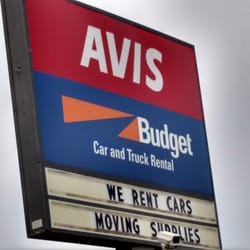 AVIS
Budget
Car and Truck Rental
WE RENT CARS
MOVING SUPPLIES